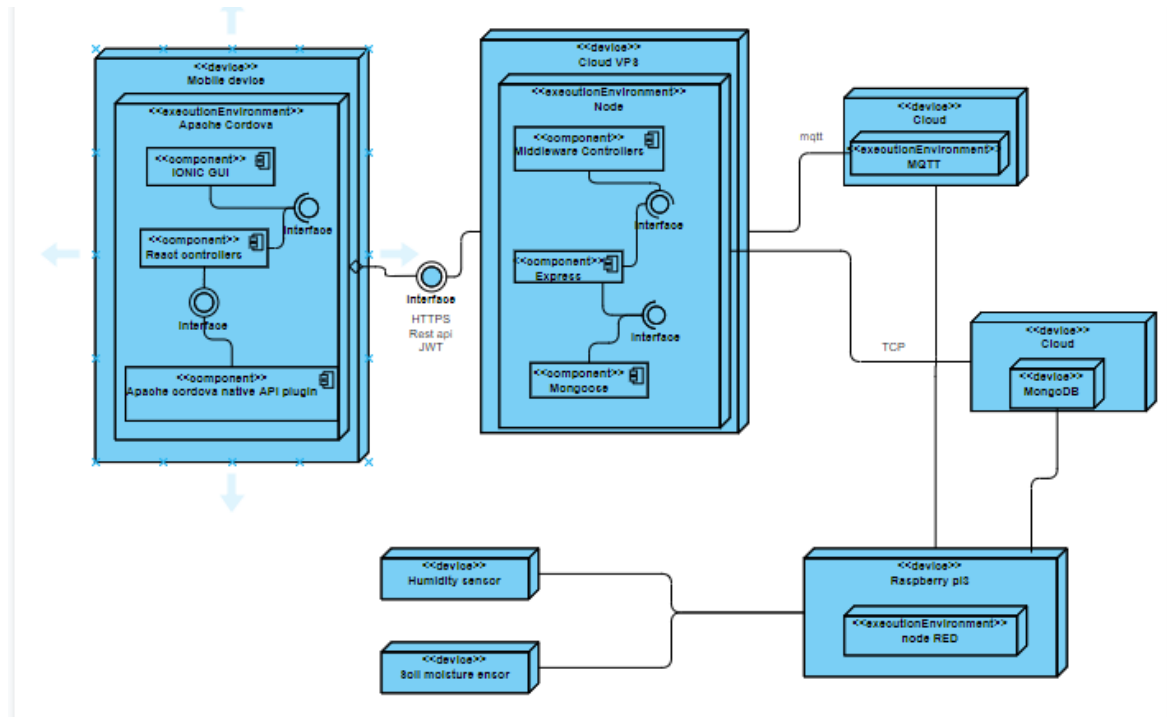 <<device>>
Mobile device
<<executionEnvironment>>
Apache Cordova
<<component>>
IONIC GUI
Interface
<<component>>
React controllers
Interface
<<component>>
Apache cordova native API plugin
Interface
HTTPS
Rest api
JWT
<<device>>
Cloud VPS
<<executionEnvironment>>
Node
<<component>>
Middleware Controllers
Interface
<<component>>
Express
Interface
<<component>>
Mongoose
mqtt
<<device>>
Cloud
<<executionEnvironment>>
MQTT
TCP
<<device>>
Cloud
<<device>>
MongoDB
<<device>>
Humidity sensor
<<device>>
Soil moisture ensor
<<device>>
Raspberry pi3
<<executionEnvironment>>
node RED